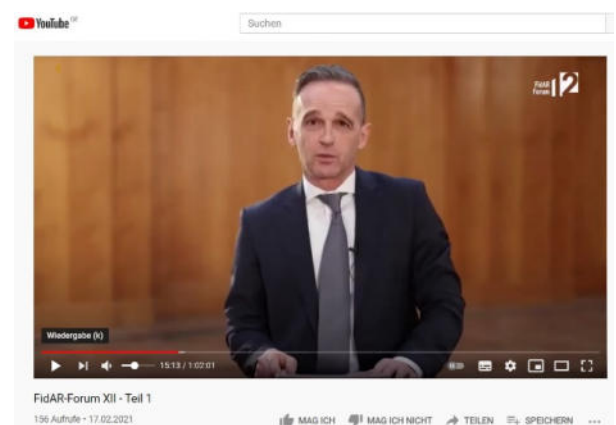 YouTube DE
Suchen
FidAR
Forum 12
Wiedergabe (k)
15:13 / 1:02:01
FidAR-Forum XII - Teil 1
156 Aufrufe • 17.02.2021
MAG ICH MAG ICH NICHT TEILEN SPEICHERN